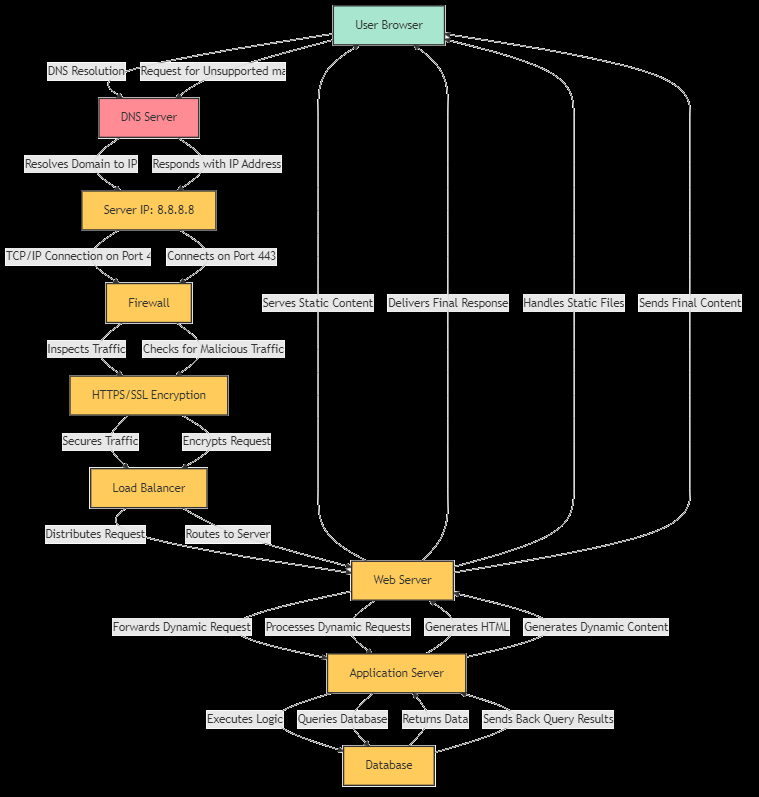 User Browser
DNS Resolution
Request for Unsupported ma
DNS Server
Resolves Domain to IP
Responds with IP Address
Server IP: 8.8.8.8
TCP/IP Connection on Port 4
Connects on Port 443
Firewall
Serves Static Content
Delivers Final Response
Handles Static Files
Sends Final Content
Inspects Traffic
Checks for Malicious Traffic
HTTPS/SSL Encryption
Secures Traffic
Encrypts Request
Load Balancer
Distributes Request
Routes to Server
Web Server
Forwards Dynamic Request
Processes Dynamic Requests
Generates HTML
Generates Dynamic Content
Application Server
Executes Logic
Queries Database
Returns Data
Sends Back Query Results
Database